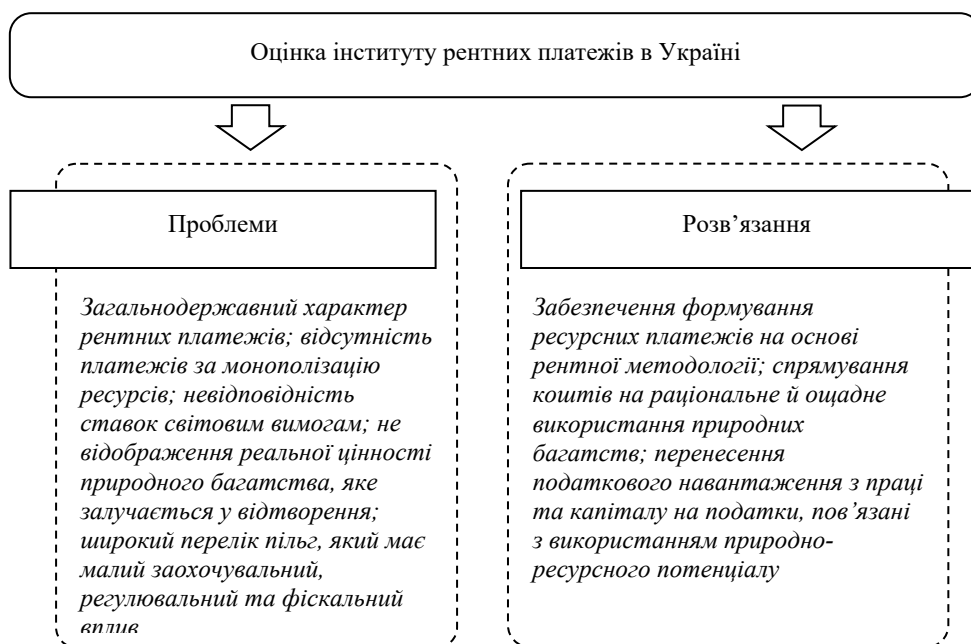 Оцінка інституту рентних платежів в Україні
Проблеми
Загальнодержавний характер
рентних платежів; відсутність
платежів за монополізацію
ресурсів; невідповідність
ставок світовим вимогам; не
відображення реальної цінності
природного багатства, яке
залучається у відтворення;
широкий перелік пільг, який має
малий заохочувальний,
регулювальний та фіскальний
вплив
Розв’язання
Забезпечення формування
ресурсних платежів на основі
рентної методології; спрямування
коштів на раціональне й ощадне
використання природних
багатств; перенесення
податкового навантаження з праці
та капіталу на податки, пов’язані
з використанням природно-
ресурсного потенціалу